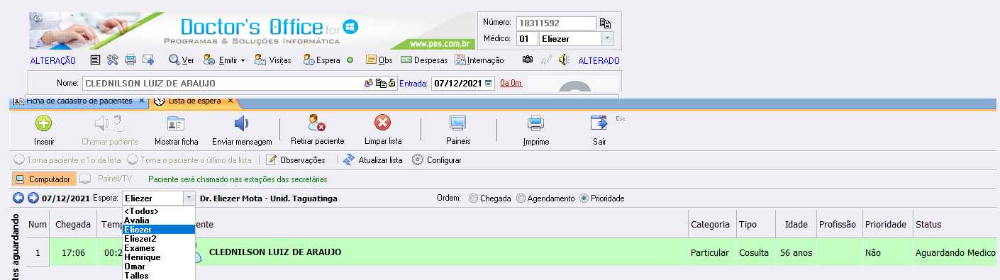 Doctor's Office for
PROGRAMAS & SOLUÇÕES INFORMÁTICA
www.pes.com.br
Número: 18311592
Médico: 01 Eliezer
ALTERAÇÃO Ver Emitir Visitas Espera Obs Despesas Internação ALTERADO
Nome: CLEDNILSON LUIZ DE ARAUJO Entrada: 07/12/2021 0a 0m
Ficha de cadastro de pacientes × Lista de espera ×
Inserir Chamar paciente Mostrar ficha Enviar mensagem Retirar paciente Limpar lista Paineis Imprime Sair Esc
Torna paciente o 1o da lista Torna o paciente o último da lista Observações Atualizar lista Configurar
Computador Painel/TV Paciente será chamado nas estações das secretárias
07/12/2021 Espera: Eliezer Dr. Eliezer Mota - Unid. Taguatinga Ordem: Chegada Agendamento Prioridade
<Todos>
Avalia
Eliezer
Eliezer2
Exames
Henrique
Omar
Talles
Num Chegada Temp ente Categoria Tipo Idade Profissão Prioridade Status
1 17:06 00:2 CLEDNILSON LUIZ DE ARAUJO Particular Cosulta 56 anos Não Aguardando Medico
tes aguardando